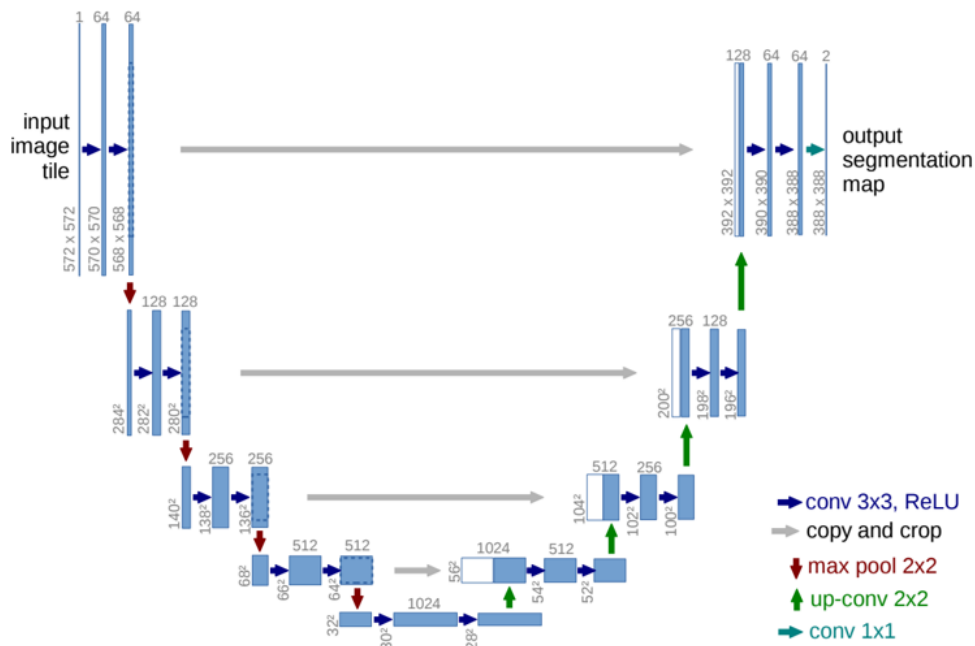 1
64
64
128
64
64
2
input
image
tile
output
segmentation
map
572 x 572
570 x 570
568 x 568
392 x 392
390 x 390
388 x 388
388 x 388
128
128
256
128
284²
282²
280²
200²
198²
196²
256
256
512
256
140²
138²
136²
104²
102²
100²
512
512
1024
512
68²
66²
64²
56²
54²
52²
1024
32²
30²
28²
conv 3x3, ReLU
copy and crop
max pool 2x2
up-conv 2x2
conv 1x1